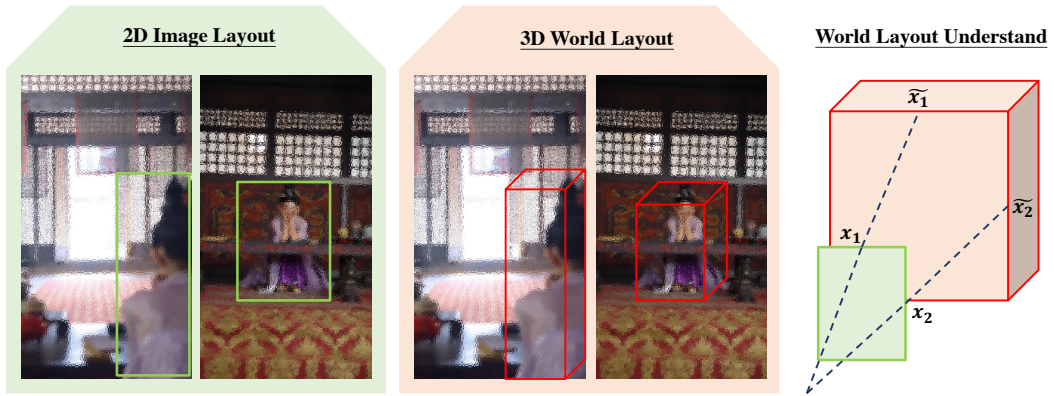 2D Image Layout
3D World Layout
World Layout Understand
x̃₁
x̃₂
x₁
x₂